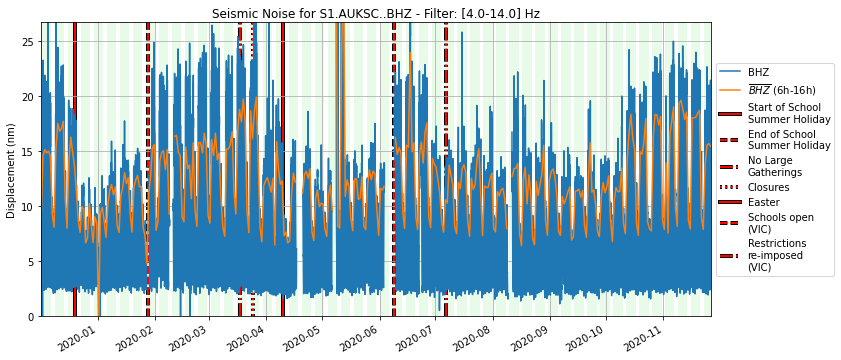 Seismic Noise for S1.AUKSC..BHZ - Filter: [4.0-14.0] Hz
Displacement (nm)
25
20
15
10
5
0
2020-01
2020-02
2020-03
2020-04
2020-05
2020-06
2020-07
2020-08
2020-09
2020-10
2020-11
BHZ
BHZ (6h-16h)
Start of School
Summer Holiday
End of School
Summer Holiday
No Large
Gatherings
Closures
Easter
Schools open
(VIC)
Restrictions
re-imposed
(VIC)